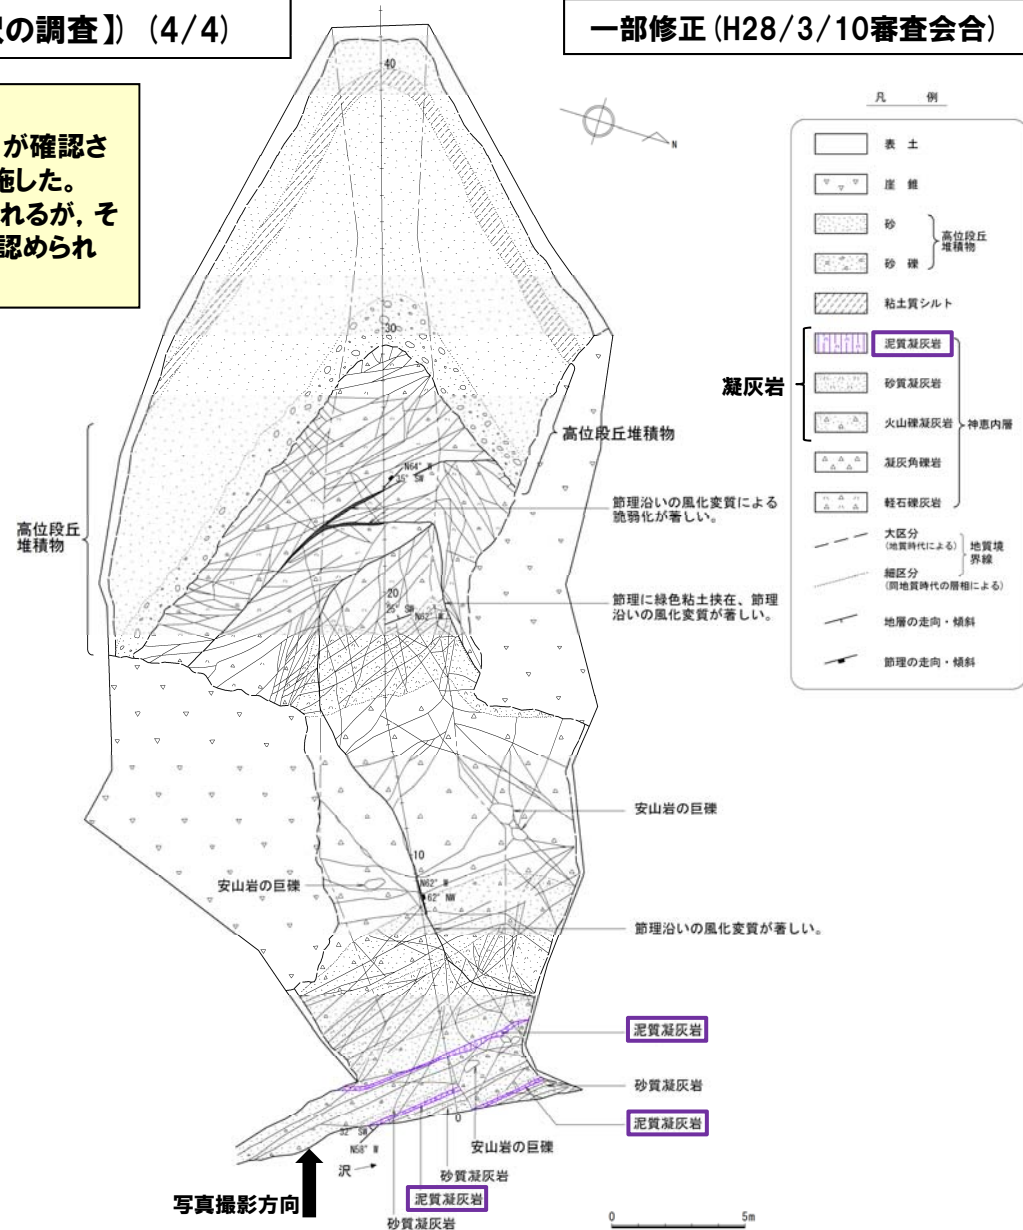 沢の調査】）(4/4)
一部修正(H28/3/10審査会合)
が確認さ
施した。
れるが，そ
認められ
凡 例
表 土
崖 錐
砂
砂 礫
高位段丘
堆積物
粘土質シルト
泥質凝灰岩
砂質凝灰岩
火山礫凝灰岩
凝灰岩
神恵内層
凝灰角礫岩
軽石礫灰岩
大区分
(地質時代による)
細区分
(同地質時代の層相による)
地質境
界線
地層の走向・傾斜
節理の走向・傾斜
N
40
30
高位段丘堆積物
N64° W
35° SW
節理沿いの風化変質による
脆弱化が著しい。
高位段丘
堆積物
20
25° SW
N62° W
節理に緑色粘土挟在、節理
沿いの風化変質が著しい。
安山岩の巨礫
10
安山岩の巨礫
N62° W
62° NW
節理沿いの風化変質が著しい。
泥質凝灰岩
砂質凝灰岩
泥質凝灰岩
0
32° SW
N58° W
安山岩の巨礫
沢
砂質凝灰岩
泥質凝灰岩
砂質凝灰岩
写真撮影方向
0 5m